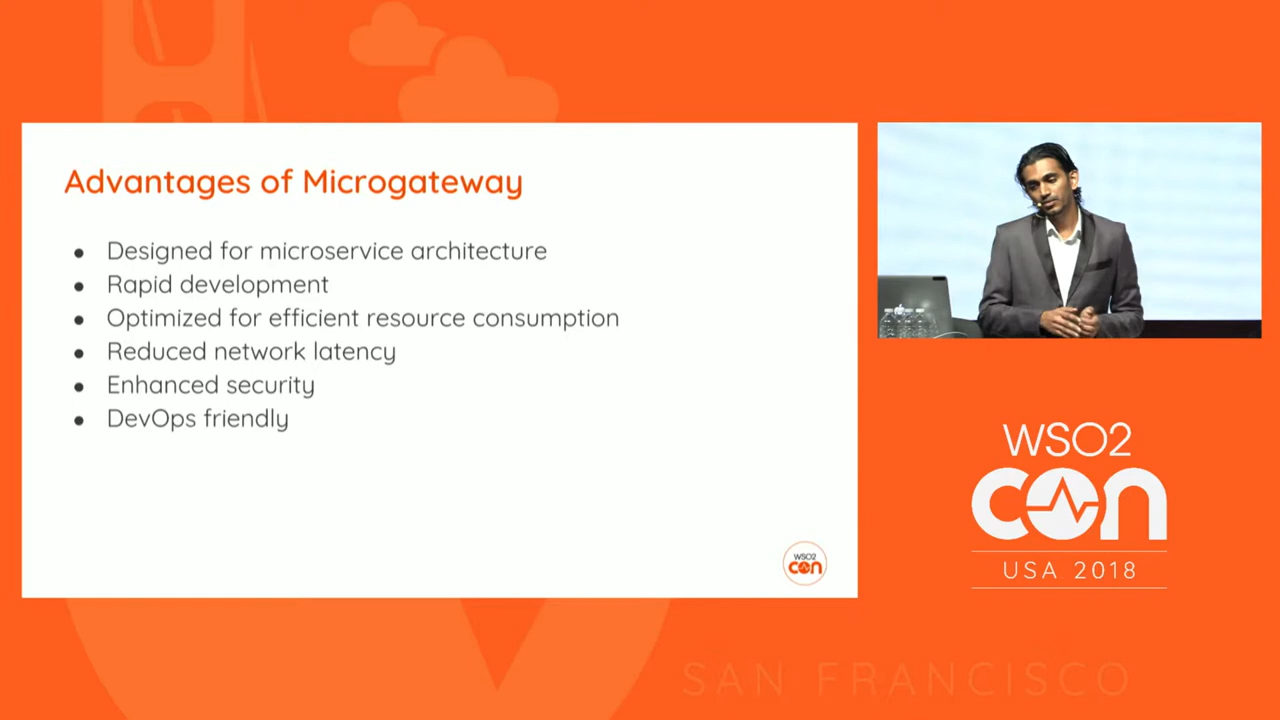 Advantages of Microgateway
● Designed for microservice architecture
● Rapid development
● Optimized for efficient resource consumption
● Reduced network latency
● Enhanced security
● DevOps friendly
WSO2
con
WSO2
con
USA 2018
SAN FRANCISCO